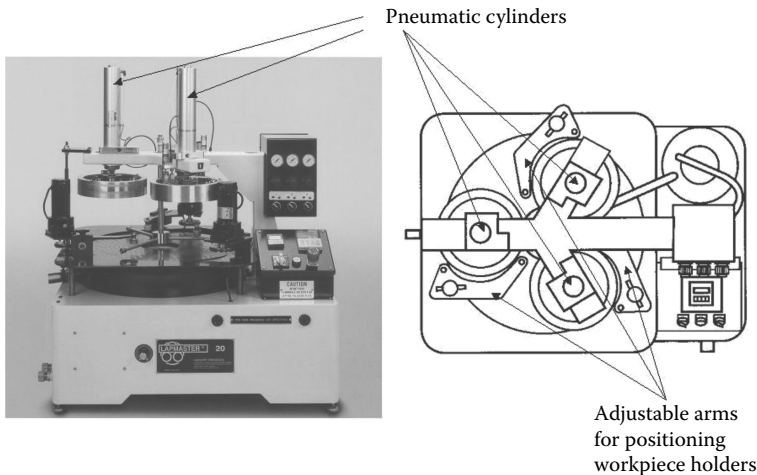 Pneumatic cylinders
CAUTION
LAPMASTER 20
Adjustable arms
for positioning
workpiece holders